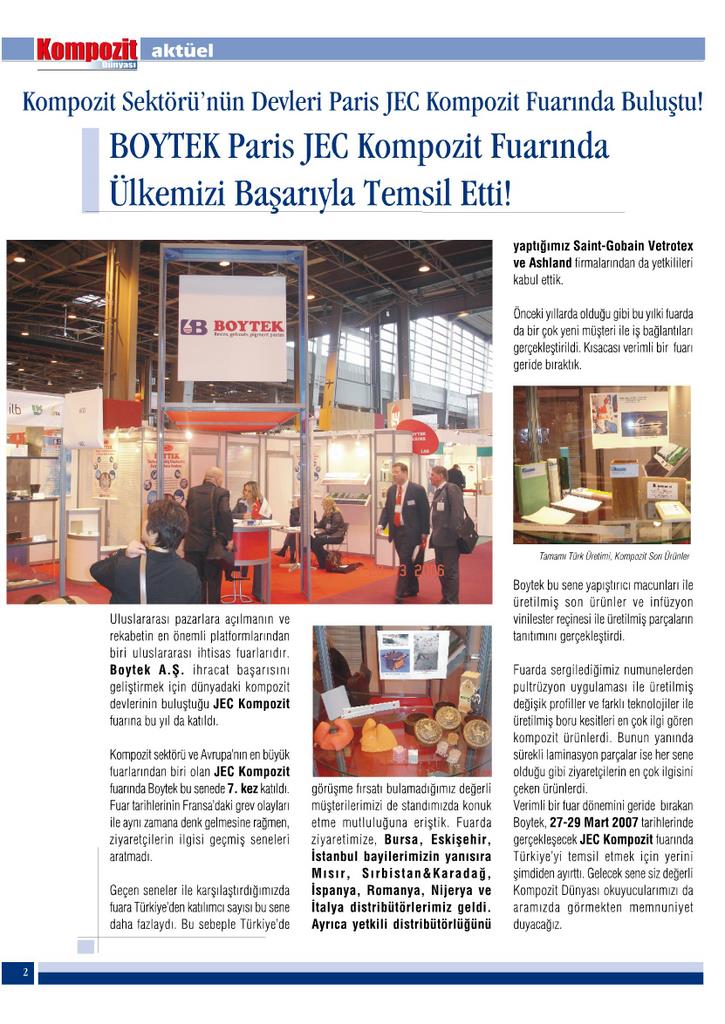 Kompozit aktüel
Dünyası
Kompozit Sektörü'nün Devleri Paris JEC Kompozit Fuarında Buluştu!
BOYTEK Paris JEC Kompozit Fuarında
Ülkemizi Başarıyla Temsil Etti!
BOYTEK
Uluslararası pazarlara açılmanın ve
rekabetin en önemli platformlarından
biri uluslararası ihtisas fuarlarıdır.
Boytek A.Ş. ihracat başarısını
geliştirmek için dünyadaki kompozit
devlerinin buluştuğu JEC Kompozit
fuarına bu yıl da katıldı.
Kompozit sektörü ve Avrupa'nın en büyük
fuarlarından biri olan JEC Kompozit
fuarında Boytek bu senede 7. kez katıldı.
Fuar tarihlerinin Fransa'daki grev olayları
ile aynı zamana denk gelmesine rağmen,
ziyaretçilerin ilgisi geçmiş seneleri
aratmadı.
Geçen seneler ile karşılaştırdığımızda
fuara Türkiye'den katılımcı sayısı bu sene
daha fazlaydı. Bu sebeple Türkiye'de
görüşme fırsatı bulamadığımız değerli
müşterilerimizi de standımızda konuk
etme mutluluğuna eriştik. Fuarda
ziyaretimize, Bursa, Eskişehir,
İstanbul bayilerimizin yanısıra
Mısır, Sırbistan&Karadağ,
İspanya, Romanya, Nijerya ve
İtalya distribütörlerimiz geldi.
Ayrıca yetkili distribütörlüğünü
yaptığımız Saint-Gobain Vetrotex
ve Ashland firmalarından da yetkilileri
kabul ettik.
Önceki yıllarda olduğu gibi bu yılki fuarda
da bir çok yeni müşteri ile iş bağlantıları
gerçekleştirildi. Kısacası verimli bir fuarı
geride bıraktık.
Tamamı Türk Üretimi, Kompozit Son Ürünler
Boytek bu sene yapıştırıcı macunları ile
üretilmiş son ürünler ve infüzyon
vinilester reçinesi ile üretilmiş parçaların
tanıtımını gerçekleştirdi.
Fuarda sergilediğimiz numunelerden
pultrüzyon uygulaması ile üretilmiş
değişik profiller ve farklı teknolojiler ile
üretilmiş boru kesitleri en çok ilgi gören
kompozit ürünlerdi. Bunun yanında
sürekli laminasyon parçalar ise her sene
olduğu gibi ziyaretçilerin en çok ilgisini
çeken ürünlerdi.
Verimli bir fuar dönemini geride bırakan
Boytek, 27-29 Mart 2007 tarihlerinde
gerçekleşecek JEC Kompozit fuarında
Türkiye'yi temsil etmek için yerini
şimdiden ayırttı. Gelecek sene siz değerli
Kompozit Dünyası okuyucularımızı da
aramızda görmekten memnuniyet
duyacağız.
2